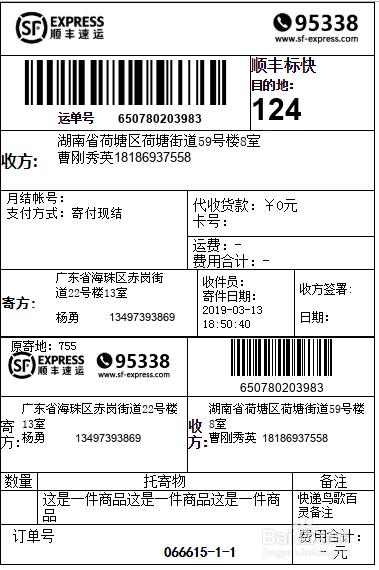 SF EXPRESS
顺丰速运
95338
www.sf-express.com
顺丰标快
目的地：
124
运单号 650780203983
湖南省荷塘区荷塘街道59号楼8室
收方：
曹刚秀英18186937558
月结帐号：
支付方式：寄付现结
代收货款：￥0元
卡号：
运费：-
费用合计：-
广东省海珠区赤岗街
道22号楼13室
寄方：
杨勇 13497393869
收件员：
寄件日期：
2019-03-13
18:50:40
收方签署：
日期：
原寄地：755
SF EXPRESS
顺丰速运
95338
www.sf-express.com
650780203983
寄方：
广东省海珠区赤岗街道22号楼
13室
杨勇 13497393869
收方：
湖南省荷塘区荷塘街道59号楼
8室
曹刚秀英 18186937558
数量 托寄物 备注
这是一件商品这是一件商品这是一件商
品
快递鸟歌百
灵备注
订单号
066615-1-1
费用合计：
- 元